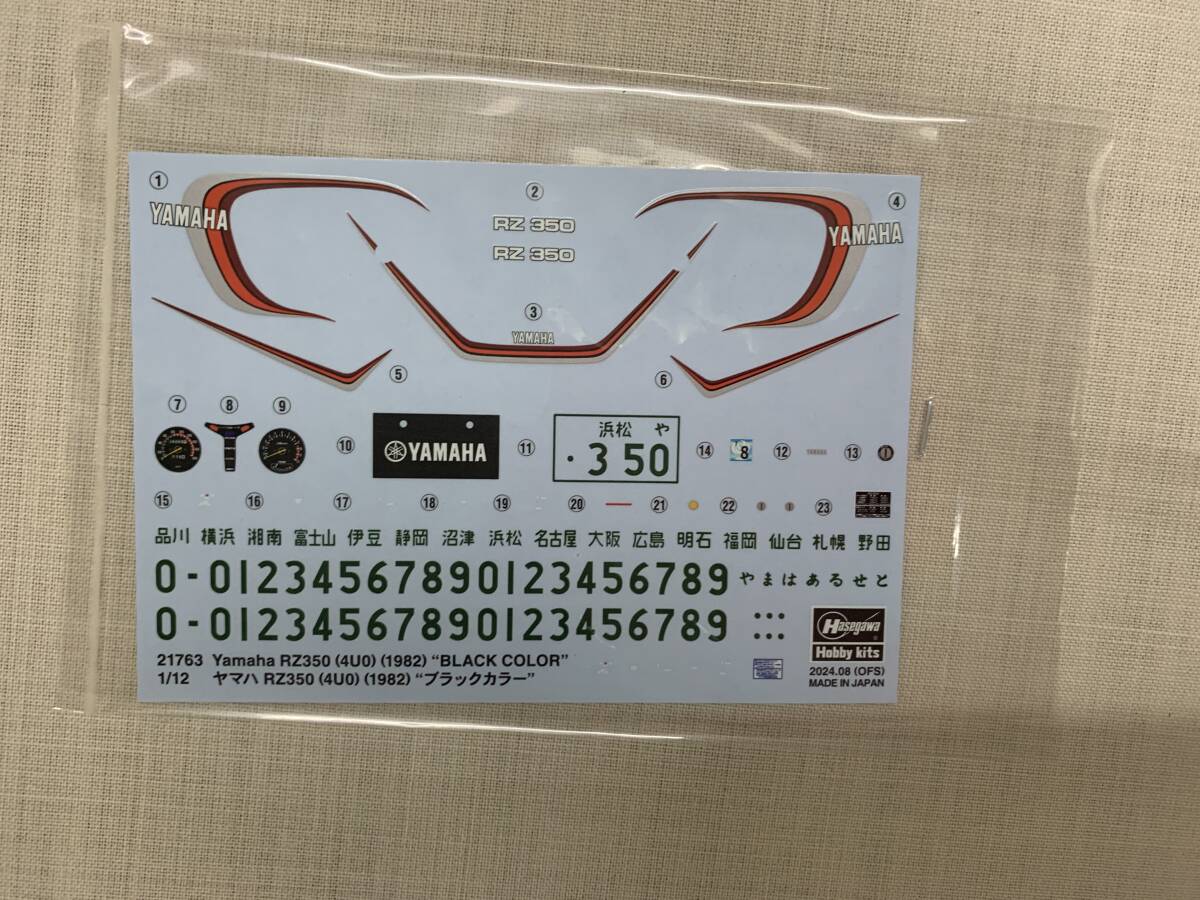 ① ② ④
YAMAHA RZ 350 YAMAHA
RZ 350
③
YAMAHA
⑤ ⑥
⑦ ⑧ ⑨
⑩ YAMAHA ⑪ 浜松 や ⑭ 8 ⑫ YAMAHA ⑬
・3 50
⑮ ⑯ ⑰ ⑱ ⑲ ⑳ ㉑ ㉒ ㉓
品川 横浜 湘南 富士山 伊豆 静岡 沼津 浜松 名古屋 大阪 広島 明石 福岡 仙台 札幌 野田
0-01234567890123456789 やまはあるせと
0-01234567890123456789
Hasegawa
Hobby kits
21763 Yamaha RZ350 (4U0) (1982) “BLACK COLOR”
1/12 ヤマハ RZ350 (4U0) (1982) “ブラックカラー”
2024.08 (OFS)
MADE IN JAPAN